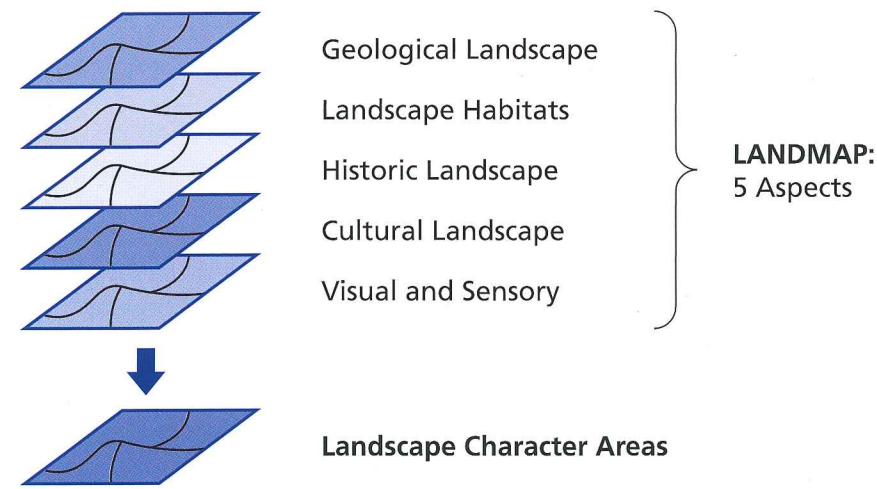 Geological Landscape
Landscape Habitats
Historic Landscape
Cultural Landscape
Visual and Sensory
LANDMAP:
5 Aspects
Landscape Character Areas